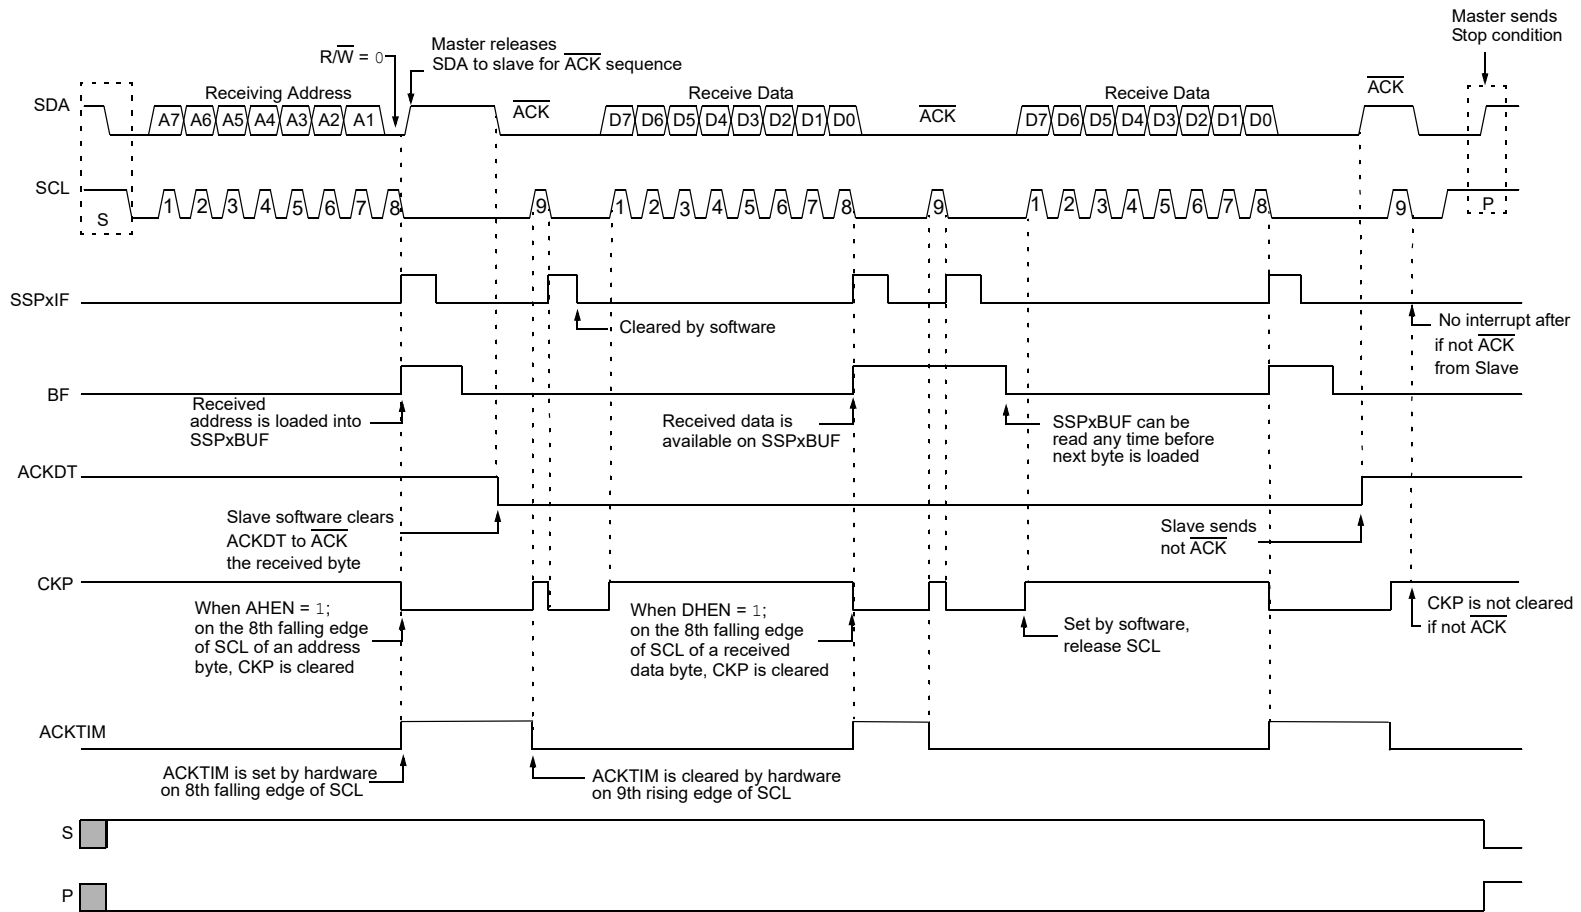 Master sends
Stop condition
Master releases
SDA to slave for ACK sequence
R/W = 0
SDA
Receiving Address
ACK
Receive Data
ACK
Receive Data
ACK
A7 A6 A5 A4 A3 A2 A1
D7 D6 D5 D4 D3 D2 D1 D0
D7 D6 D5 D4 D3 D2 D1 D0
SCL
S
1 2 3 4 5 6 7 8
9
1 2 3 4 5 6 7 8
9
1 2 3 4 5 6 7 8
9
P
SSPxIF
Cleared by software
No interrupt after
if not ACK
from Slave
BF
Received
address is loaded into
SSPxBUF
Received data is
available on SSPxBUF
SSPxBUF can be
read any time before
next byte is loaded
ACKDT
Slave software clears
ACKDT to ACK
the received byte
Slave sends
not ACK
CKP
When AHEN = 1;
on the 8th falling edge
of SCL of an address
byte, CKP is cleared
When DHEN = 1;
on the 8th falling edge
of SCL of a received
data byte, CKP is cleared
Set by software,
release SCL
CKP is not cleared
if not ACK
ACKTIM
ACKTIM is set by hardware
on 8th falling edge of SCL
ACKTIM is cleared by hardware
on 9th rising edge of SCL
S
P